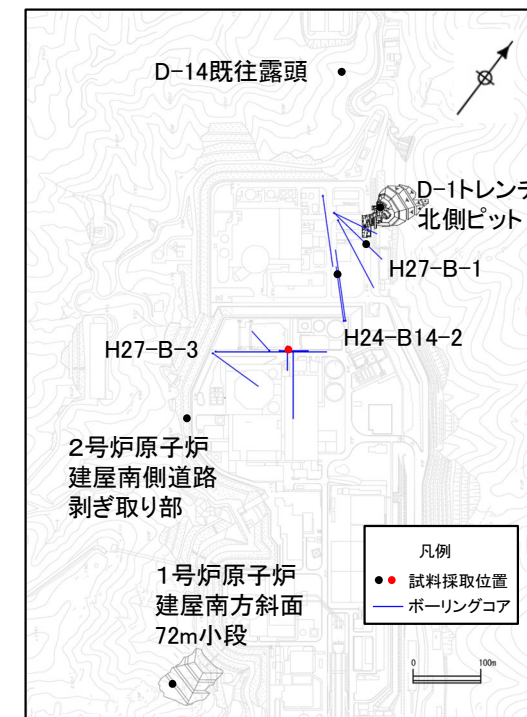 D-14既往露頭
D-1トレンチ
北側ピット
H27-B-1
H24-B14-2
H27-B-3
2号炉原子炉
建屋南側道路
剥ぎ取り部
1号炉原子炉
建屋南方斜面
72m小段
凡例
試料採取位置
ボーリングコア
0 100m